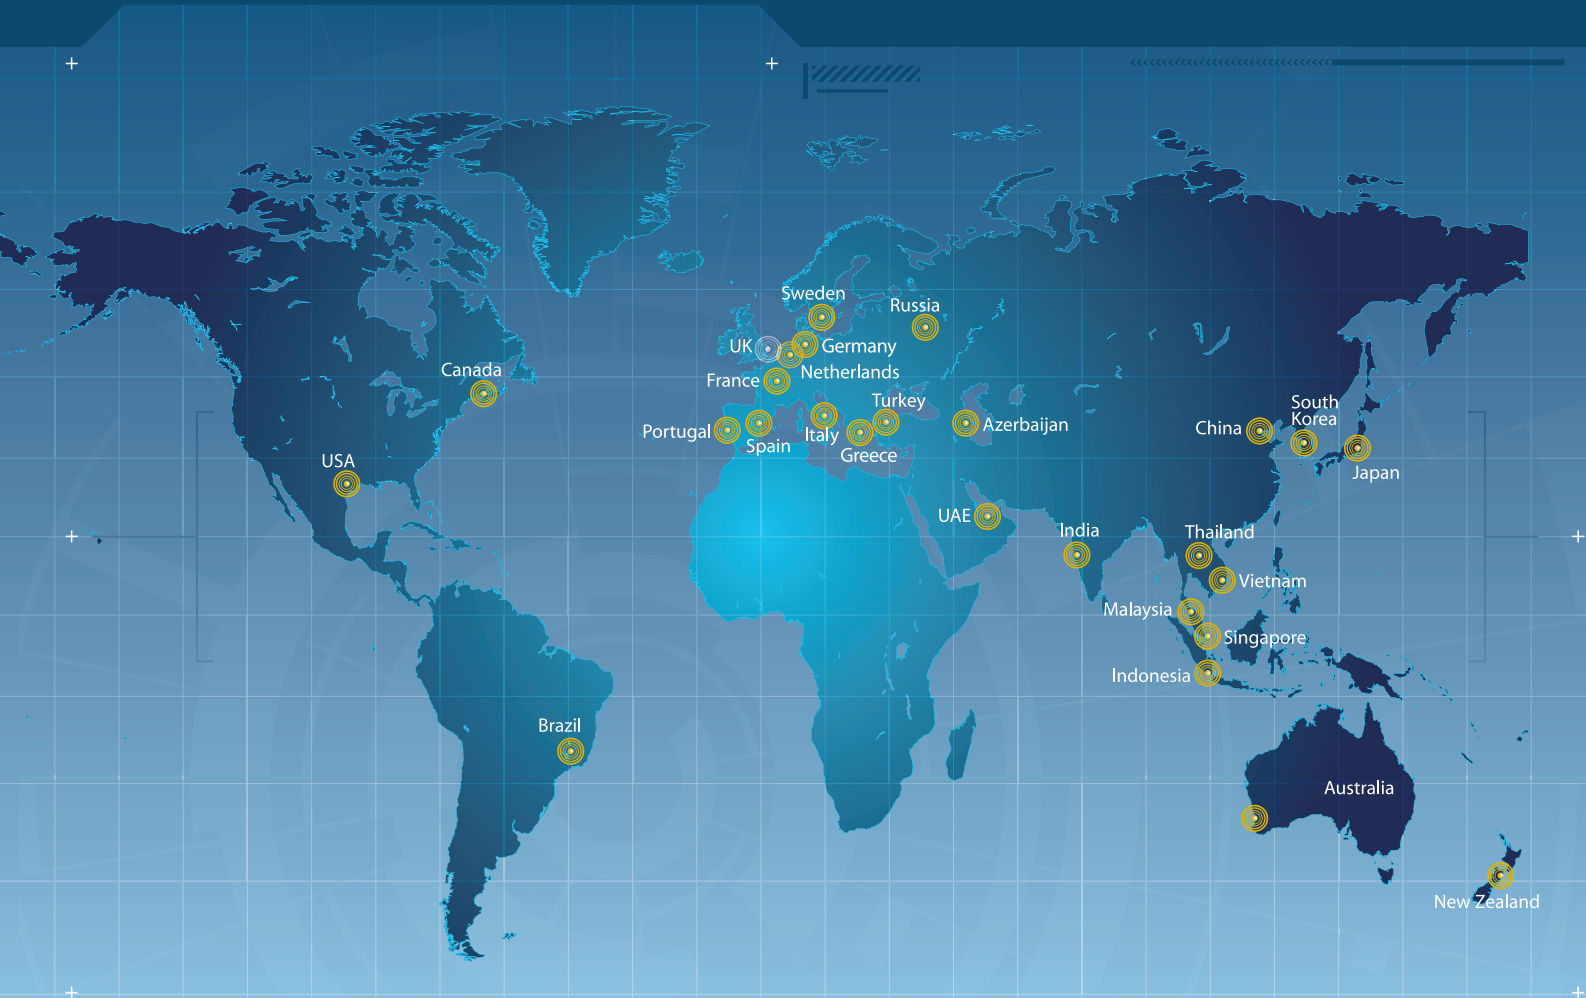 Sweden
Russia
UK
Germany
Canada
Netherlands
France
Turkey
South
Korea
Portugal
Spain
Italy
Azerbaijan
China
Greece
USA
Japan
UAE
India
Thailand
Vietnam
Malaysia
Singapore
Indonesia
Brazil
Australia
New Zealand